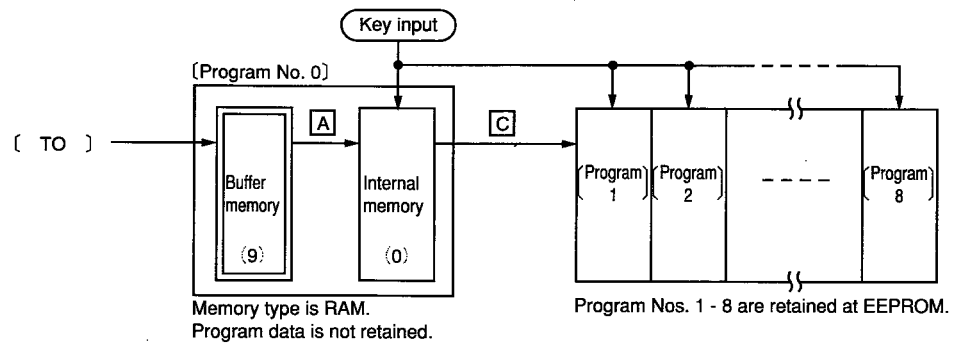 Key input
[Program No. 0]
A
C
[ TO ]
Buffer
memory
(9)
Internal
memory
(0)
[Program]
1
[Program]
2
[Program]
8
Memory type is RAM.
Program data is not retained.
Program Nos. 1 - 8 are retained at EEPROM.